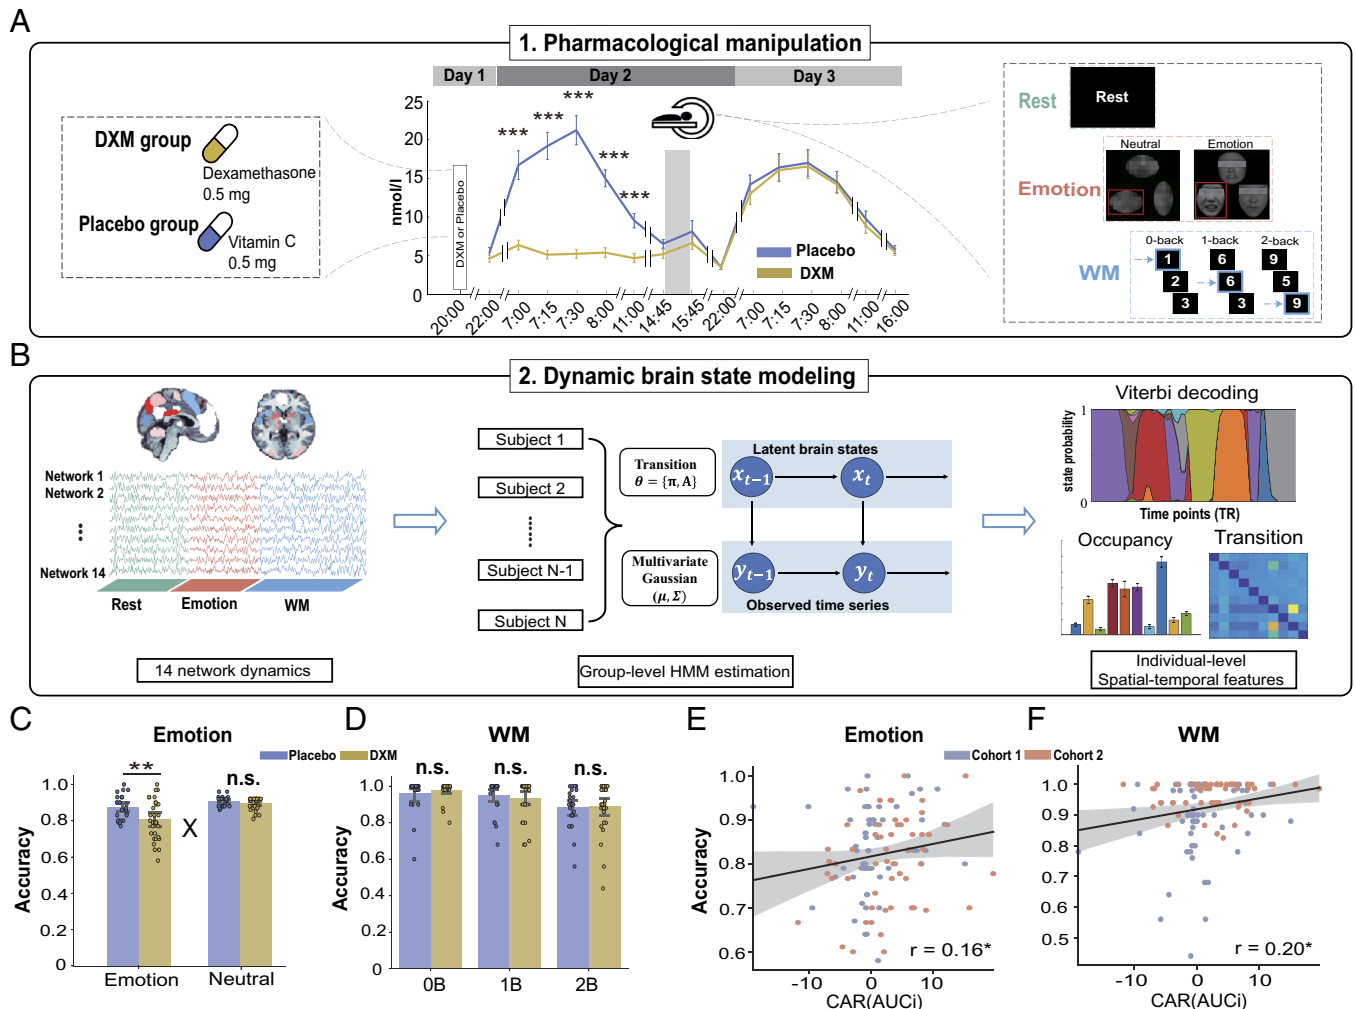 A
1. Pharmacological manipulation
Day 1
Day 2
Day 3
DXM group
Dexamethasone
0.5 mg
Placebo group
Vitamin C
0.5 mg
nmol/l
25
20
15
10
5
0
DXM or Placebo
***
***
***
***
***
Placebo
DXM
20:00
22:00
7:00
7:15
7:30
8:00
11:00
14:45
15:45
22:00
7:00
7:15
7:30
8:00
11:00
16:00
Rest
Rest
Neutral
Emotion
Emotion
0-back
1-back
2-back
WM
1
6
9
2
6
5
3
3
9
B
2. Dynamic brain state modeling
Network 1
Network 2
Network 14
Rest
Emotion
WM
14 network dynamics
Subject 1
Subject 2
Subject N-1
Subject N
Transition
θ = {π, A}
Multivariate
Gaussian
(μ, Σ)
Latent brain states
xt−1
xt
yt−1
yt
Observed time series
Group-level HMM estimation
Viterbi decoding
state probability
1
0
Time points (TR)
Occupancy
Transition
Individual-level
Spatial-temporal features
C
Emotion
Placebo
DXM
Accuracy
1.0
0.8
0.6
0.4
0.2
0
**
X
n.s.
Emotion
Neutral
D
WM
n.s.
n.s.
n.s.
Accuracy
1.0
0.8
0.6
0.4
0.2
0
0B
1B
2B
E
Emotion
Cohort 1
Cohort 2
Accuracy
1.0
0.9
0.8
0.7
0.6
r = 0.16*
-10
0
10
CAR(AUCi)
F
WM
1.0
0.9
0.8
0.7
0.6
0.5
r = 0.20*
-10
0
10
CAR(AUCi)